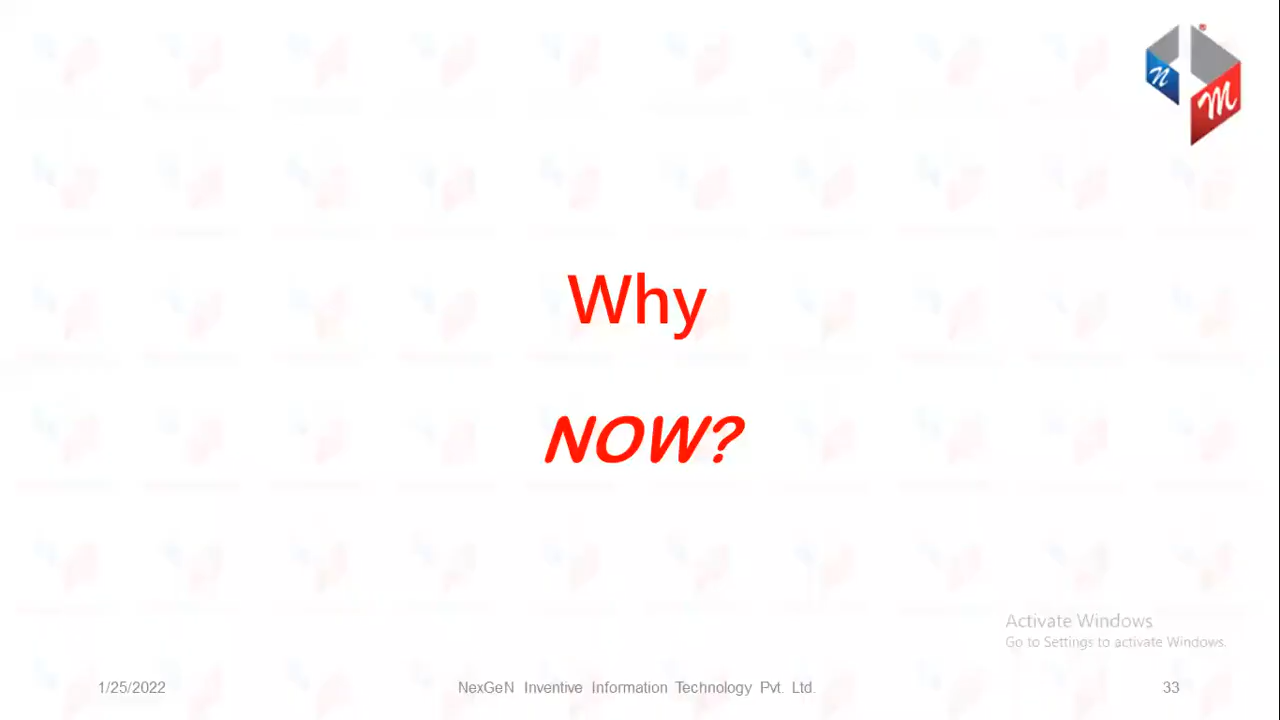 n
M
Why
NOW?
Activate Windows
Go to Settings to activate Windows.
1/25/2022
NexGeN Inventive Information Technology Pvt. Ltd.
33